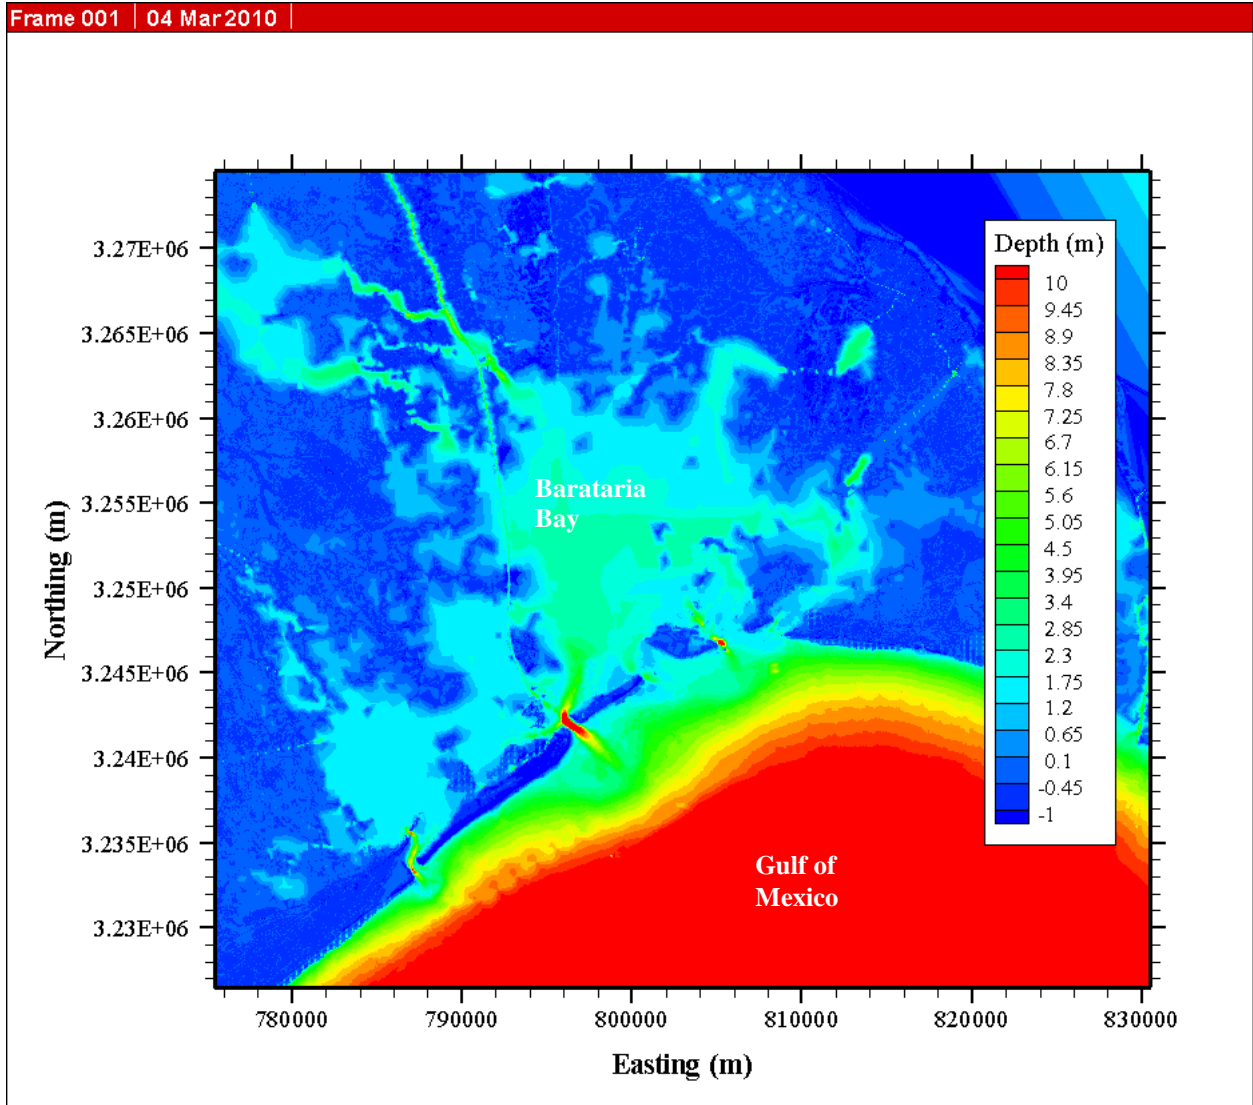 Frame 001 | 04 Mar 2010 |
Depth (m)
10
9.45
8.9
8.35
7.8
7.25
6.7
6.15
5.6
5.05
4.5
3.95
3.4
2.85
2.3
1.75
1.2
0.65
0.1
-0.45
-1
3.27E+06
3.265E+06
3.26E+06
3.255E+06
3.25E+06
3.245E+06
3.24E+06
3.235E+06
3.23E+06
Northing (m)
Barataria
Bay
Gulf of
Mexico
780000 790000 800000 810000 820000 830000
Easting (m)